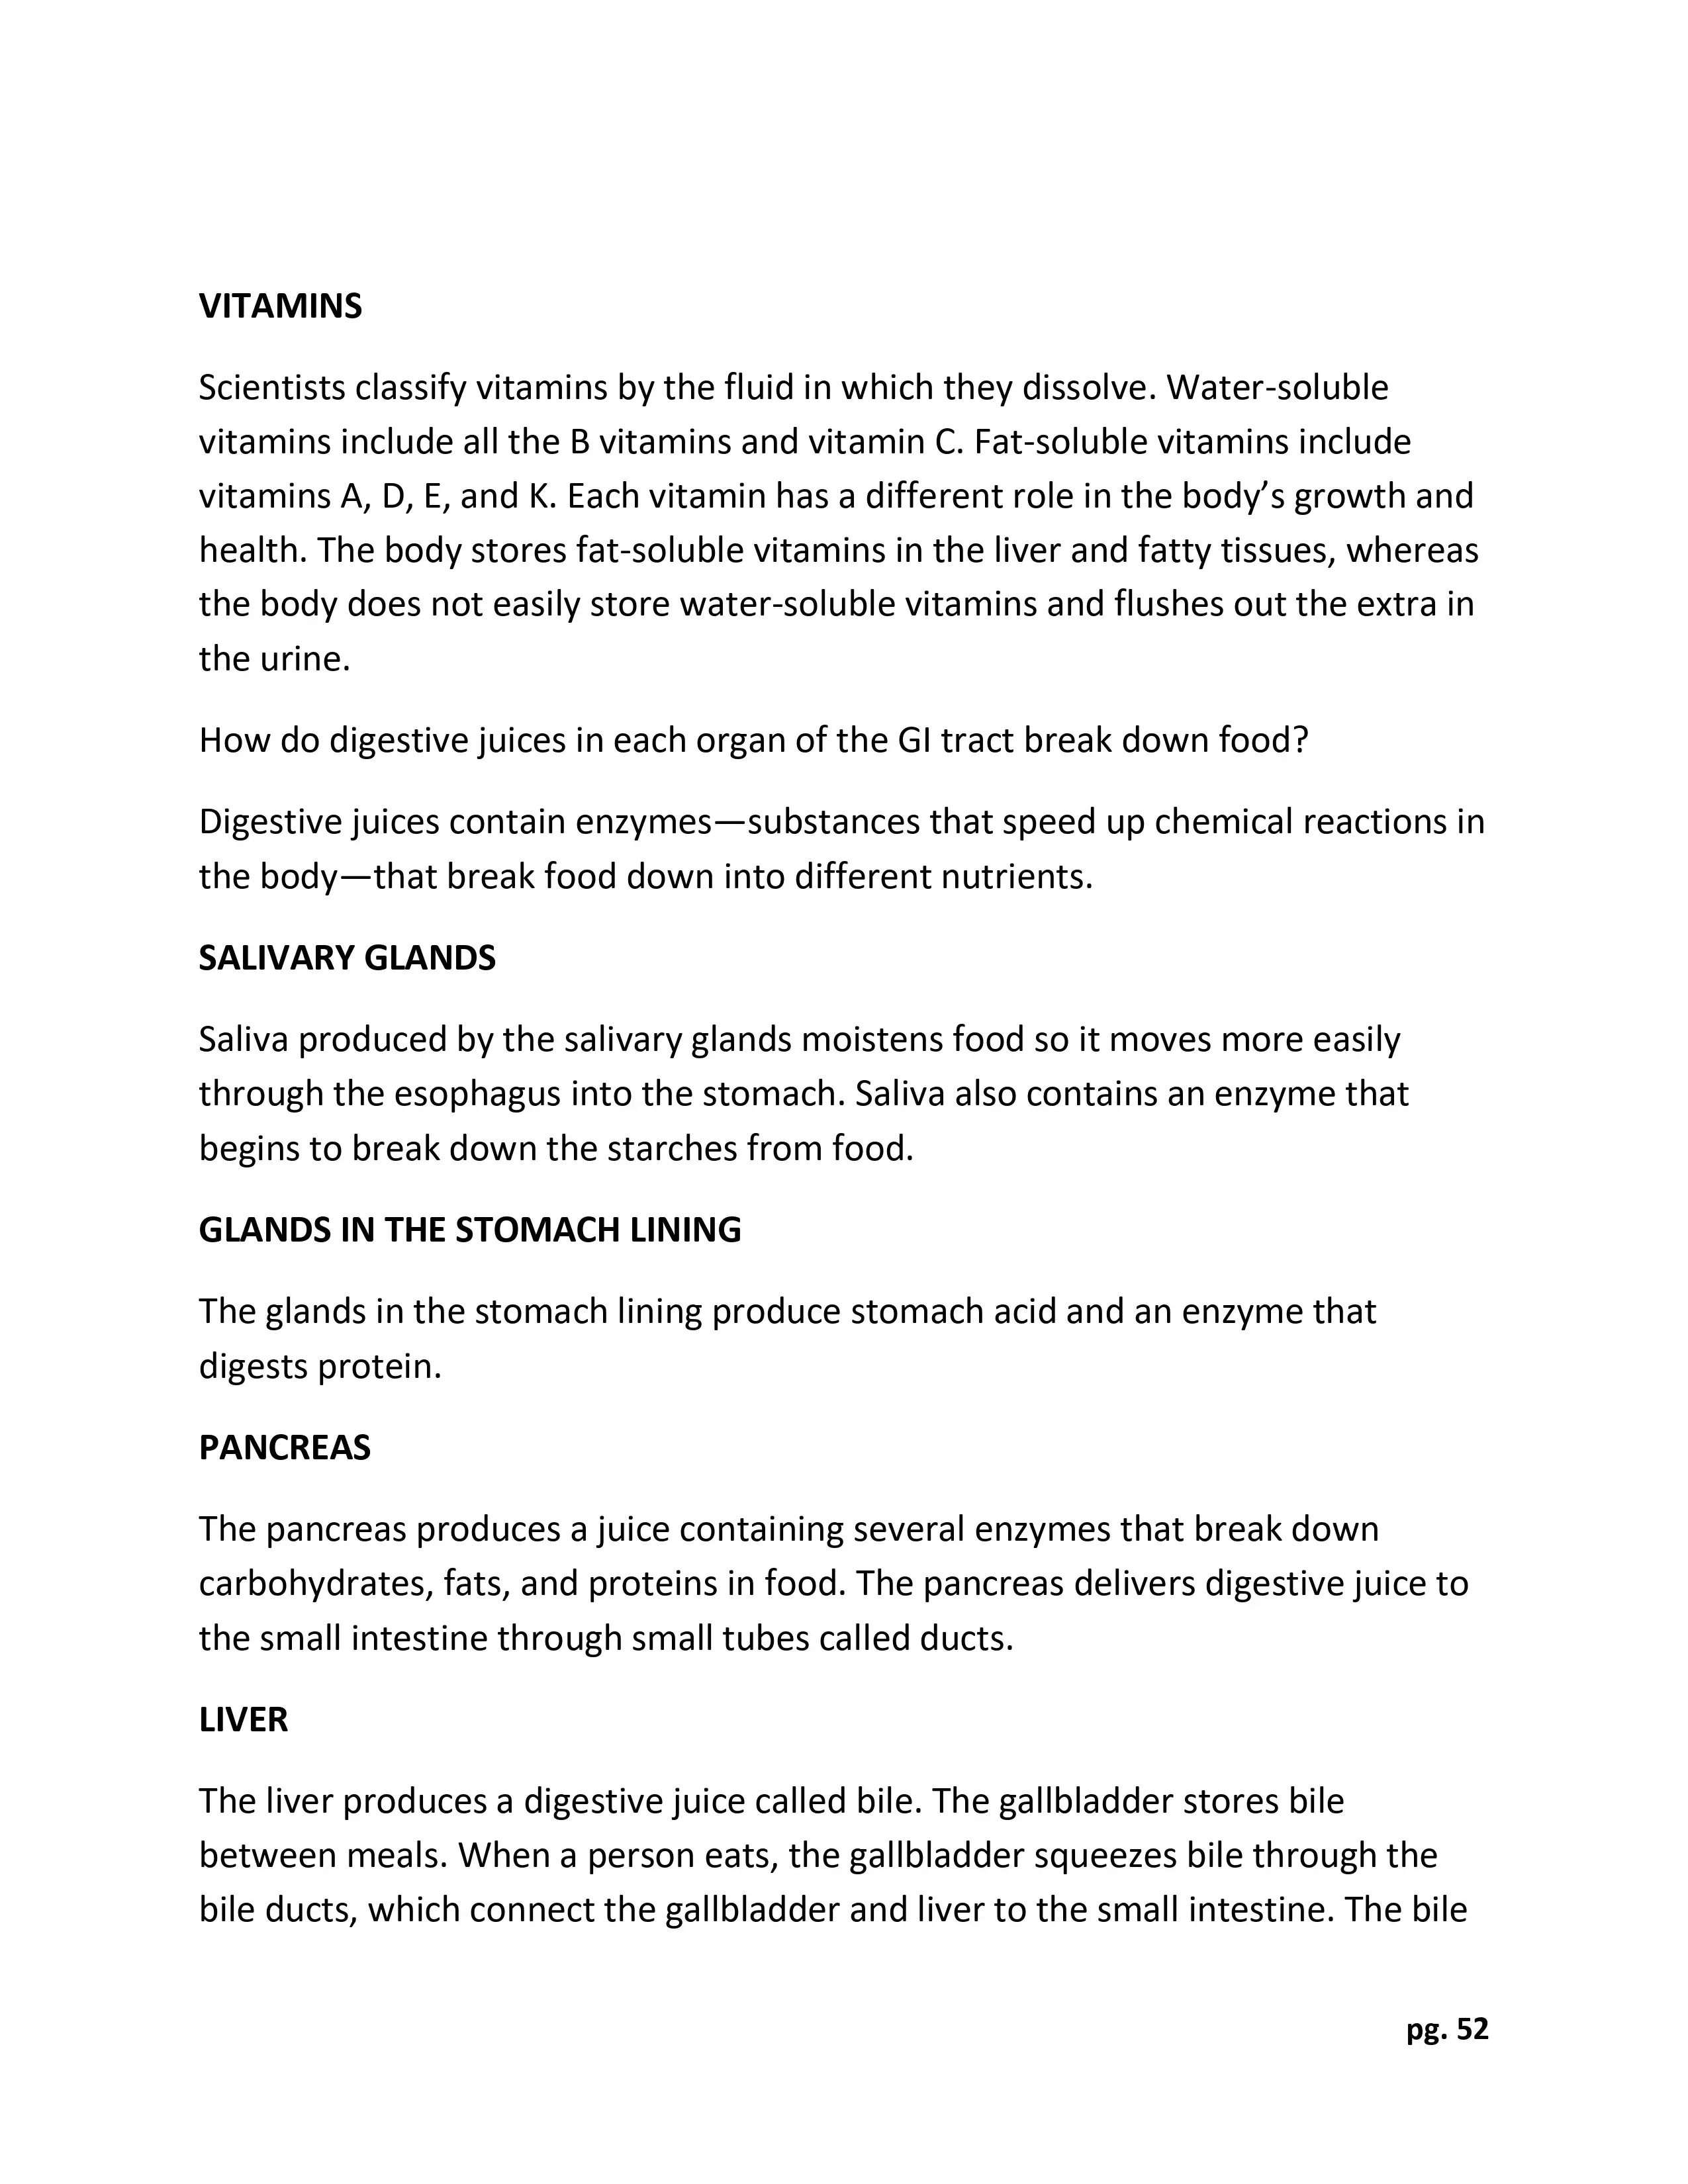 VITAMINS
Scientists classify vitamins by the fluid in which they dissolve. Water-soluble
vitamins include all the B vitamins and vitamin C. Fat-soluble vitamins include
vitamins A, D, E, and K. Each vitamin has a different role in the body’s growth and
health. The body stores fat-soluble vitamins in the liver and fatty tissues, whereas
the body does not easily store water-soluble vitamins and flushes out the extra in
the urine.
How do digestive juices in each organ of the GI tract break down food?
Digestive juices contain enzymes—substances that speed up chemical reactions in
the body—that break food down into different nutrients.
SALIVARY GLANDS
Saliva produced by the salivary glands moistens food so it moves more easily
through the esophagus into the stomach. Saliva also contains an enzyme that
begins to break down the starches from food.
GLANDS IN THE STOMACH LINING
The glands in the stomach lining produce stomach acid and an enzyme that
digests protein.
PANCREAS
The pancreas produces a juice containing several enzymes that break down
carbohydrates, fats, and proteins in food. The pancreas delivers digestive juice to
the small intestine through small tubes called ducts.
LIVER
The liver produces a digestive juice called bile. The gallbladder stores bile
between meals. When a person eats, the gallbladder squeezes bile through the
bile ducts, which connect the gallbladder and liver to the small intestine. The bile
pg. 52